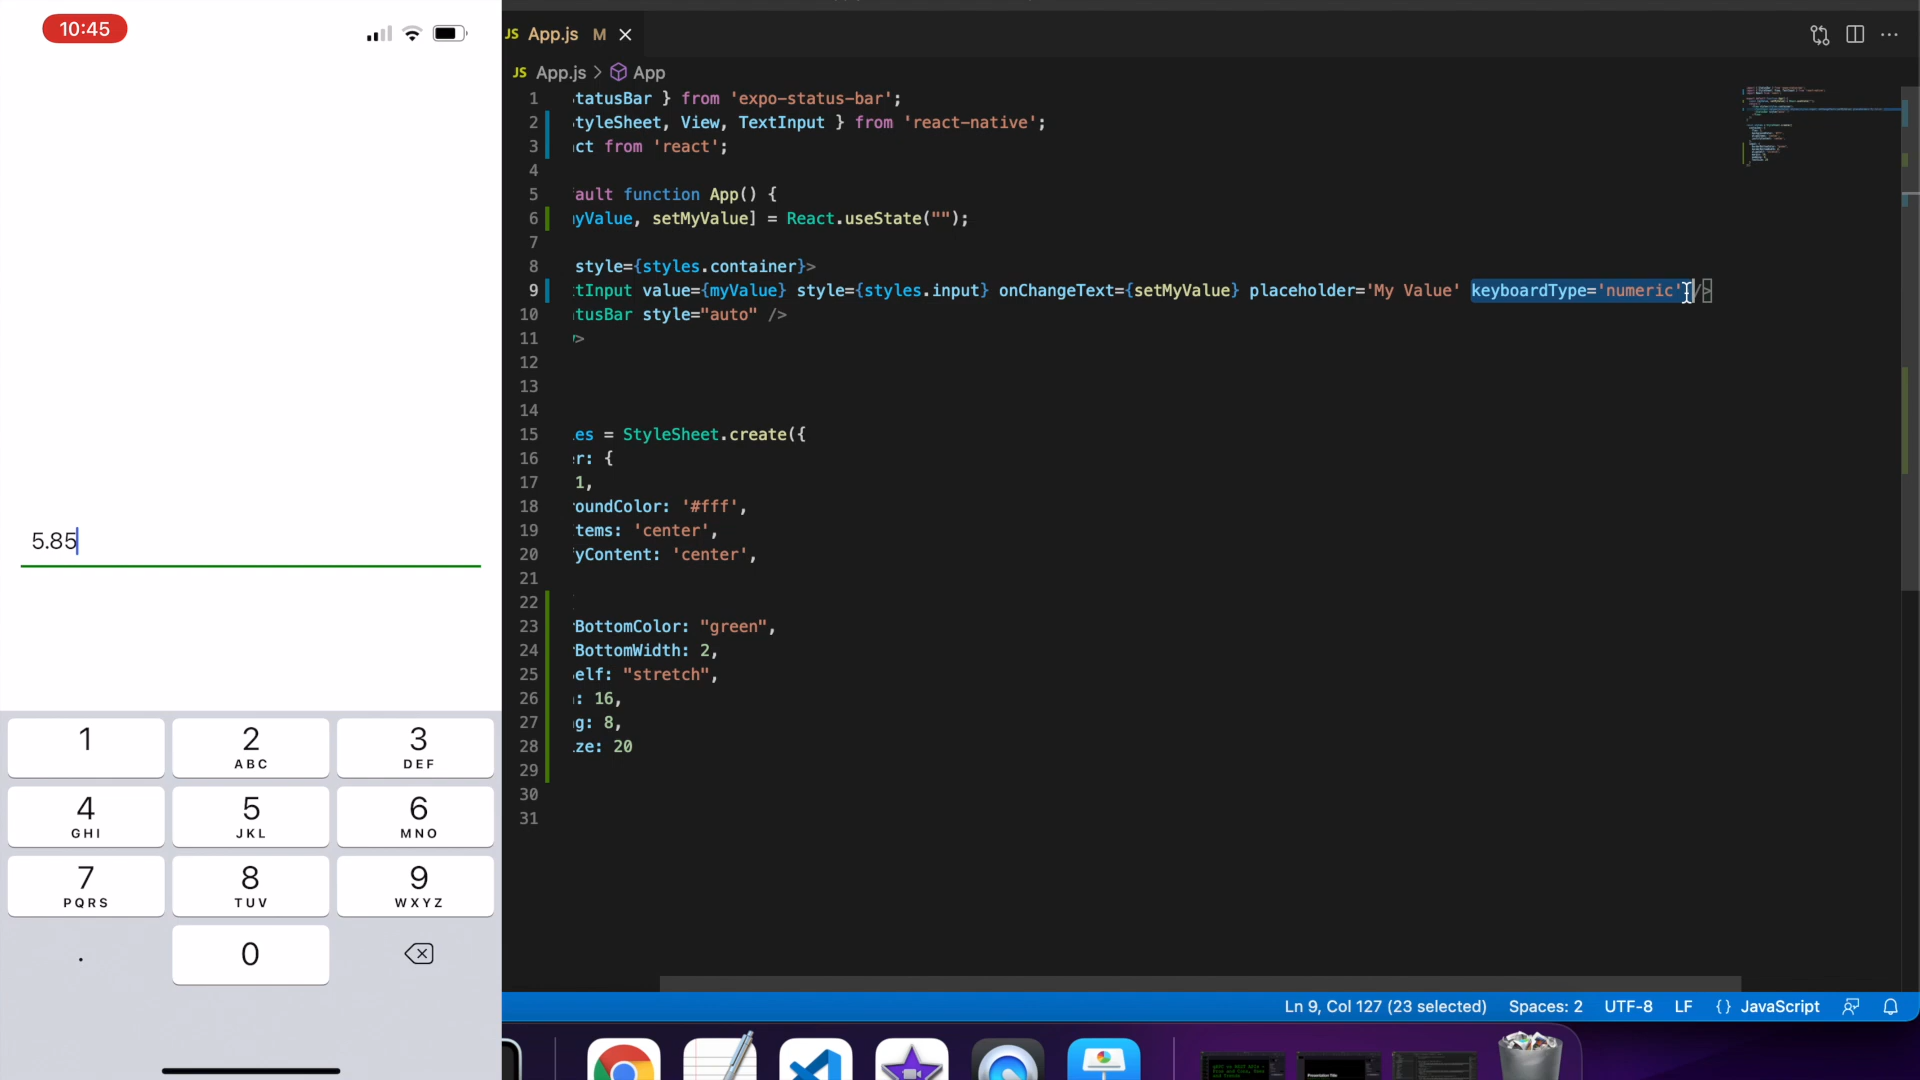 10:45
5.85
1
2
ABC
3
DEF
4
GHI
5
JKL
6
MNO
7
PQRS
8
TUV
9
WXYZ
.
0
JS App.js M
JS App.js > App
1 tatusBar } from 'expo-status-bar';
2 tyleSheet, View, TextInput } from 'react-native';
3 ct from 'react';
4
5 ault function App() {
6 yValue, setMyValue] = React.useState("");
7
8 style={styles.container}>
9 tInput value={myValue} style={styles.input} onChangeText={setMyValue} placeholder='My Value' keyboardType='numeric' />
10 tusBar style="auto" />
11 >
12
13
14
15 es = StyleSheet.create({
16 r: {
17 1,
18 oundColor: '#fff',
19 tems: 'center',
20 yContent: 'center',
21
22
23 BottomColor: "green",
24 BottomWidth: 2,
25 elf: "stretch",
26 : 16,
27 g: 8,
28 ze: 20
29
30
31
Ln 9, Col 127 (23 selected) Spaces: 2 UTF-8 LF {} JavaScript